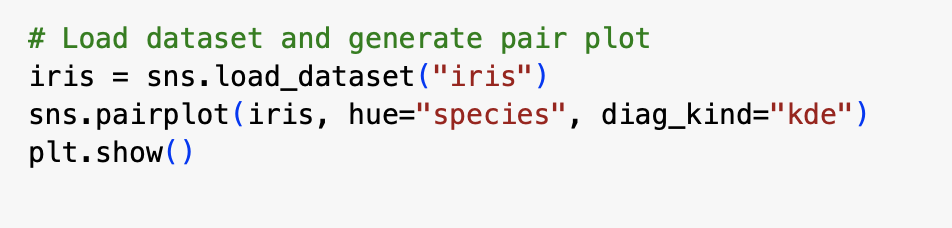 # Load dataset and generate pair plot
iris = sns.load_dataset("iris")
sns.pairplot(iris, hue="species", diag_kind="kde")
plt.show()